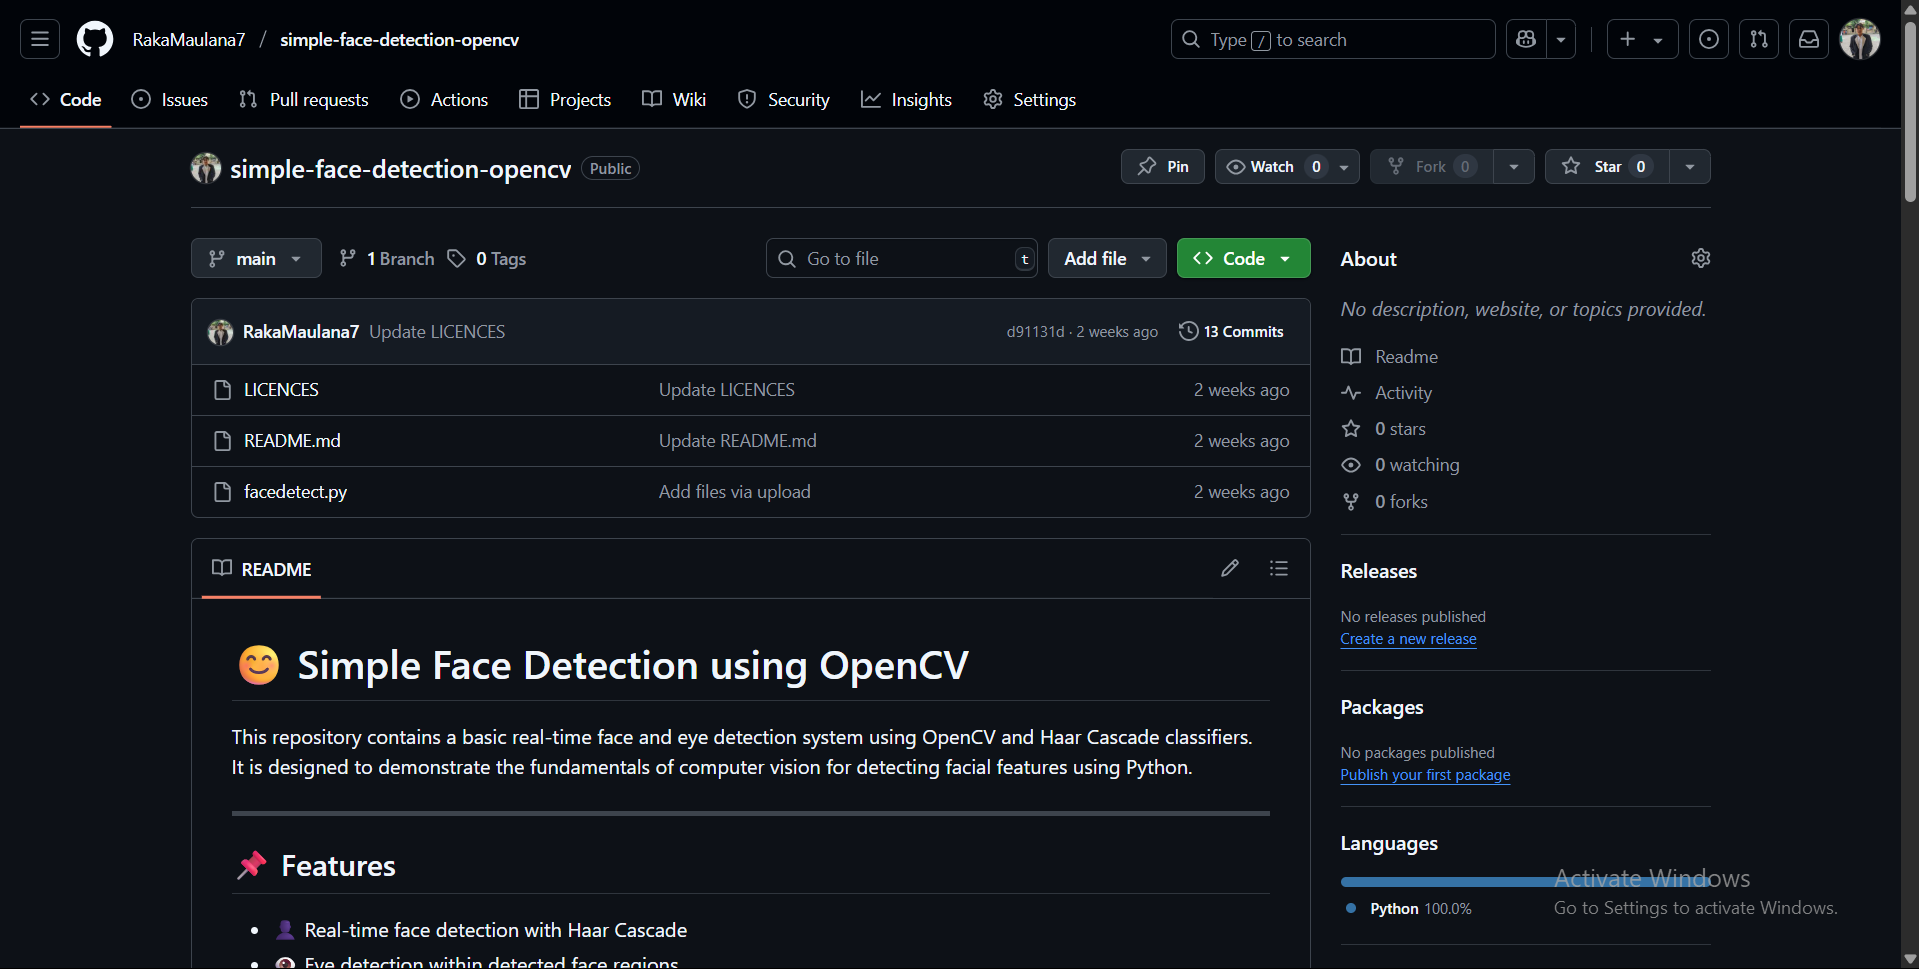 RakaMaulana7 / simple-face-detection-opencv
Type / to search
Code Issues Pull requests Actions Projects Wiki Security Insights Settings
simple-face-detection-opencv Public
Pin Watch 0 Fork 0 Star 0
main 1 Branch 0 Tags
Go to file t Add file Code
RakaMaulana7 Update LICENCES d91131d · 2 weeks ago 13 Commits
LICENCES Update LICENCES 2 weeks ago
README.md Update README.md 2 weeks ago
facedetect.py Add files via upload 2 weeks ago
README
😊 Simple Face Detection using OpenCV
This repository contains a basic real-time face and eye detection system using OpenCV and Haar Cascade classifiers.
It is designed to demonstrate the fundamentals of computer vision for detecting facial features using Python.
📌 Features
• 👤 Real-time face detection with Haar Cascade
• 👁 Eye detection within detected face regions
About
No description, website, or topics provided.
Readme
Activity
0 stars
0 watching
0 forks
Releases
No releases published
Create a new release
Packages
No packages published
Publish your first package
Languages
Python 100.0%
Activate Windows
Go to Settings to activate Windows.